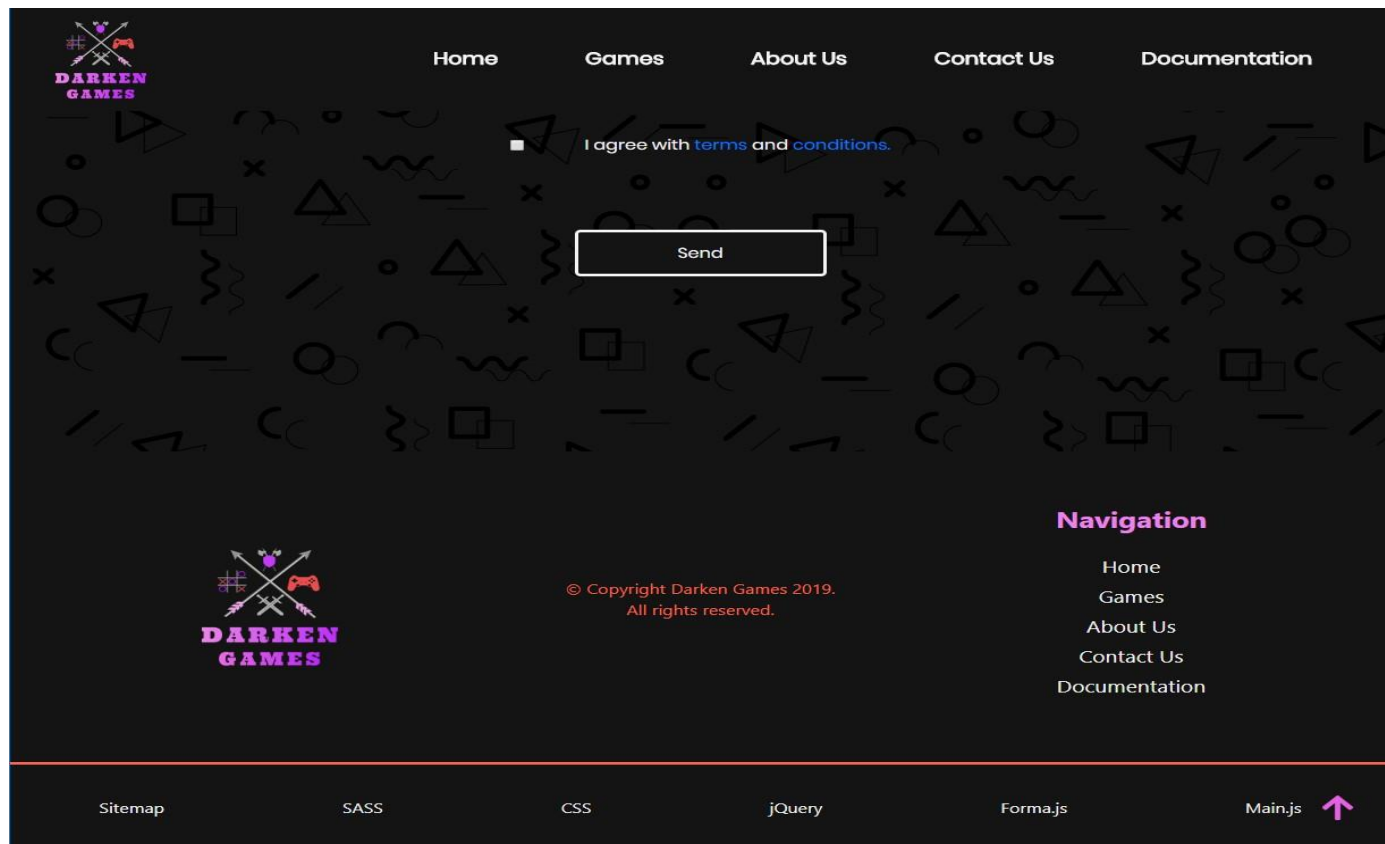 DARKEN
GAMES
Home Games About Us Contact Us Documentation
I agree with terms and conditions.
Send
DARKEN
GAMES
© Copyright Darken Games 2019.
All rights reserved.
Navigation
Home
Games
About Us
Contact Us
Documentation
Sitemap SASS CSS jQuery Forma.js Main.js